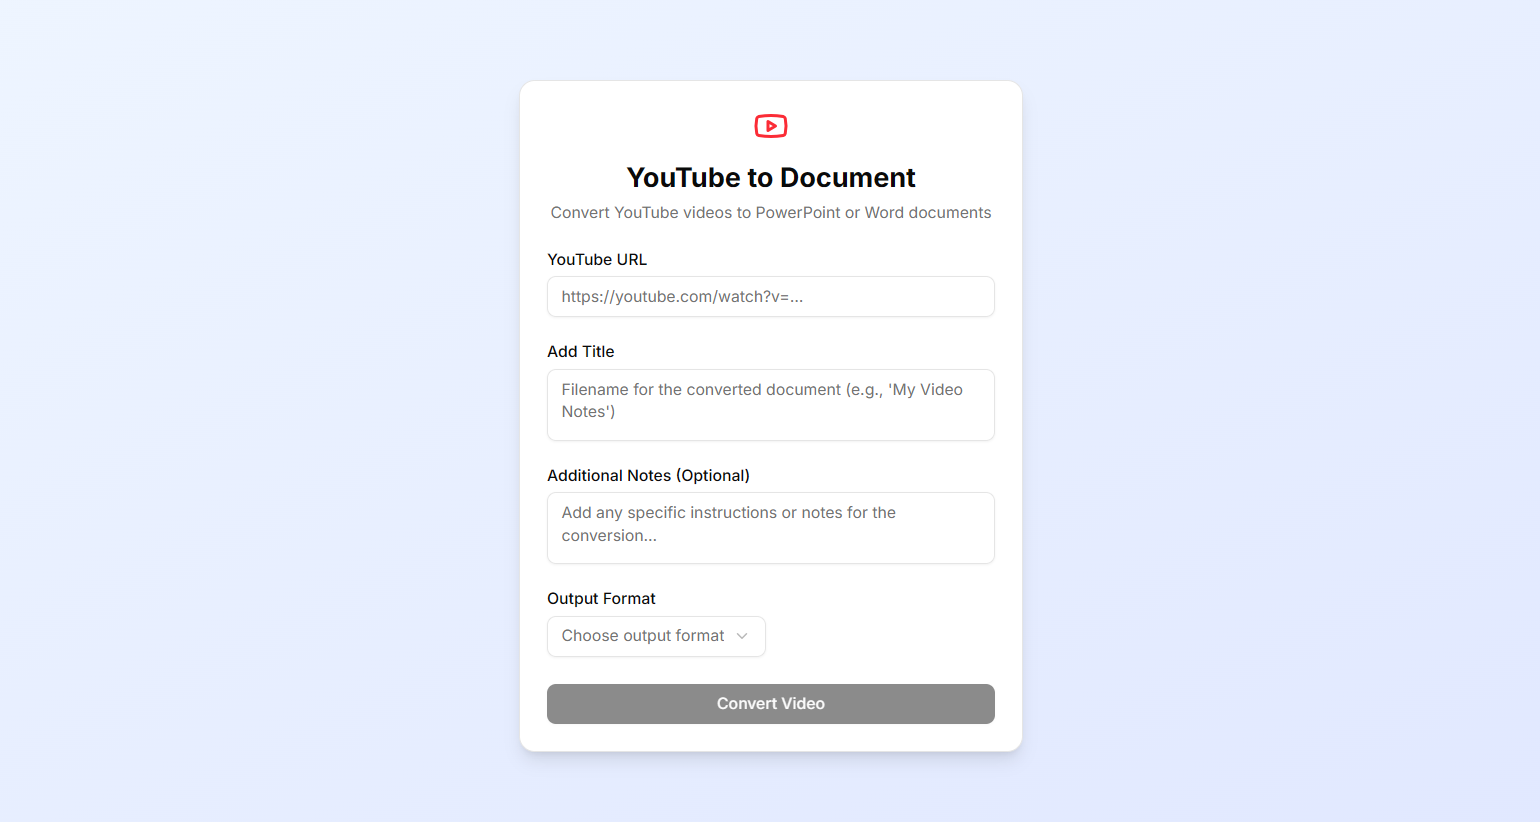 YouTube to Document
Convert YouTube videos to PowerPoint or Word documents
YouTube URL
https://youtube.com/watch?v=...
Add Title
Filename for the converted document (e.g., 'My Video
Notes')
Additional Notes (Optional)
Add any specific instructions or notes for the
conversion...
Output Format
Choose output format
Convert Video